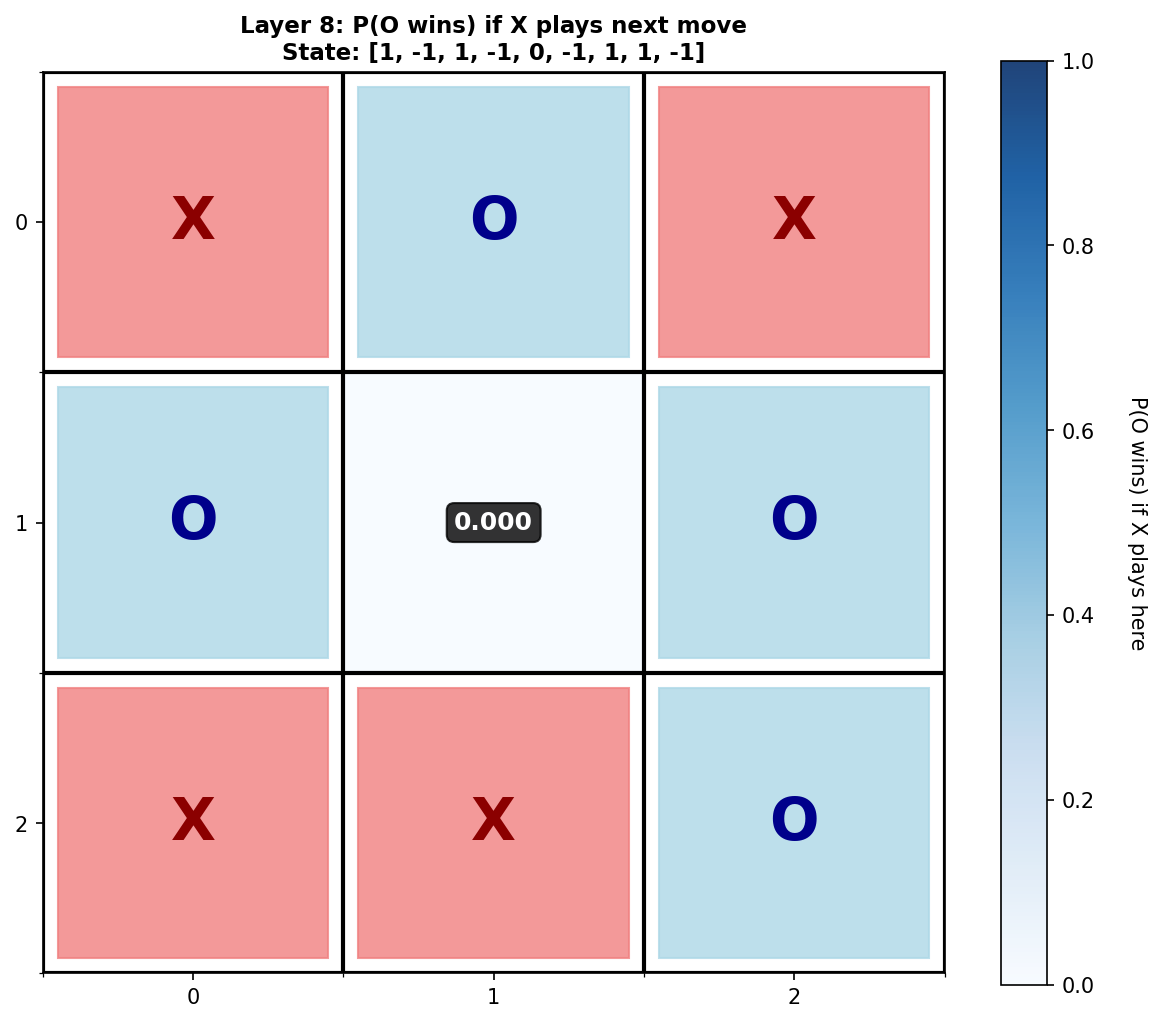 Layer 8: P(O wins) if X plays next move
State: [1, -1, 1, -1, 0, -1, 1, 1, -1]
X O X
O 0.000 O
X X O
0
1
2
0 1 2
1.0
0.8
0.6
0.4
0.2
0.0
P(O wins) if X plays here